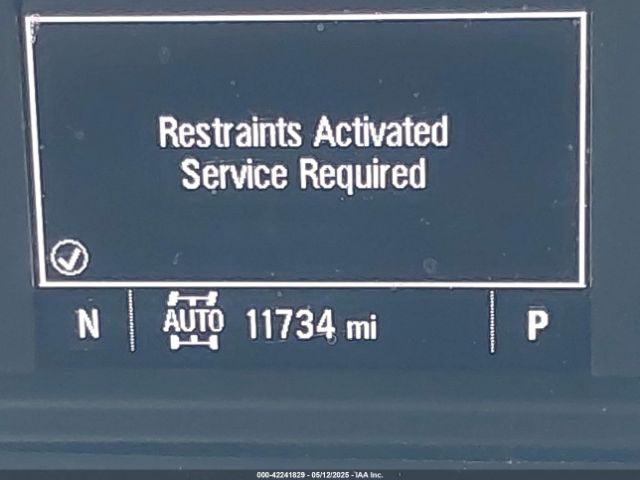 Restraints Activated
Service Required
N AUTO 11734 mi P
000-42241829 - 05/12/2025 - IAA Inc.